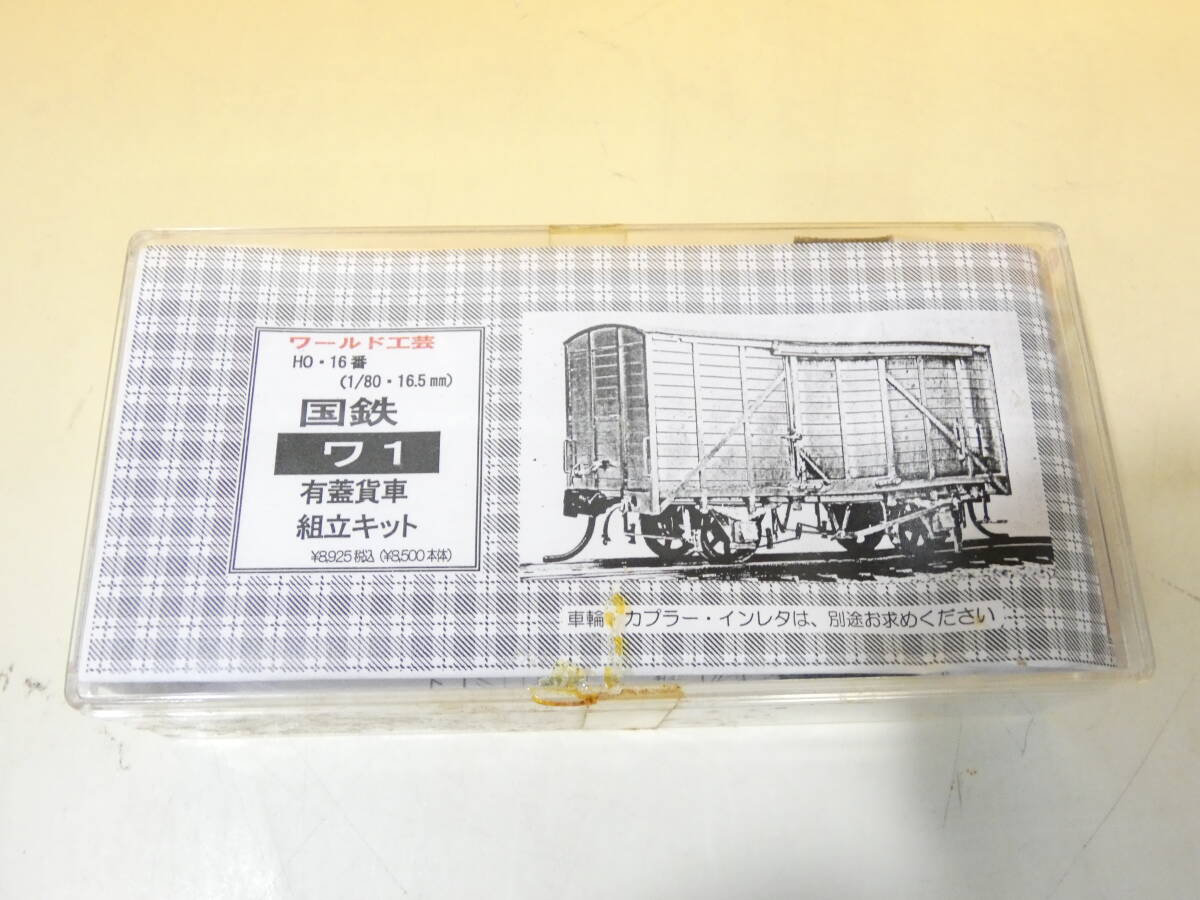 ワールド工芸
HO・16番
(1/80・16.5mm)
国鉄
ワ1
有蓋貨車
組立キット
¥8,925税込(¥8,500本体)
車輪・カプラー・インレタは、別途お求めください